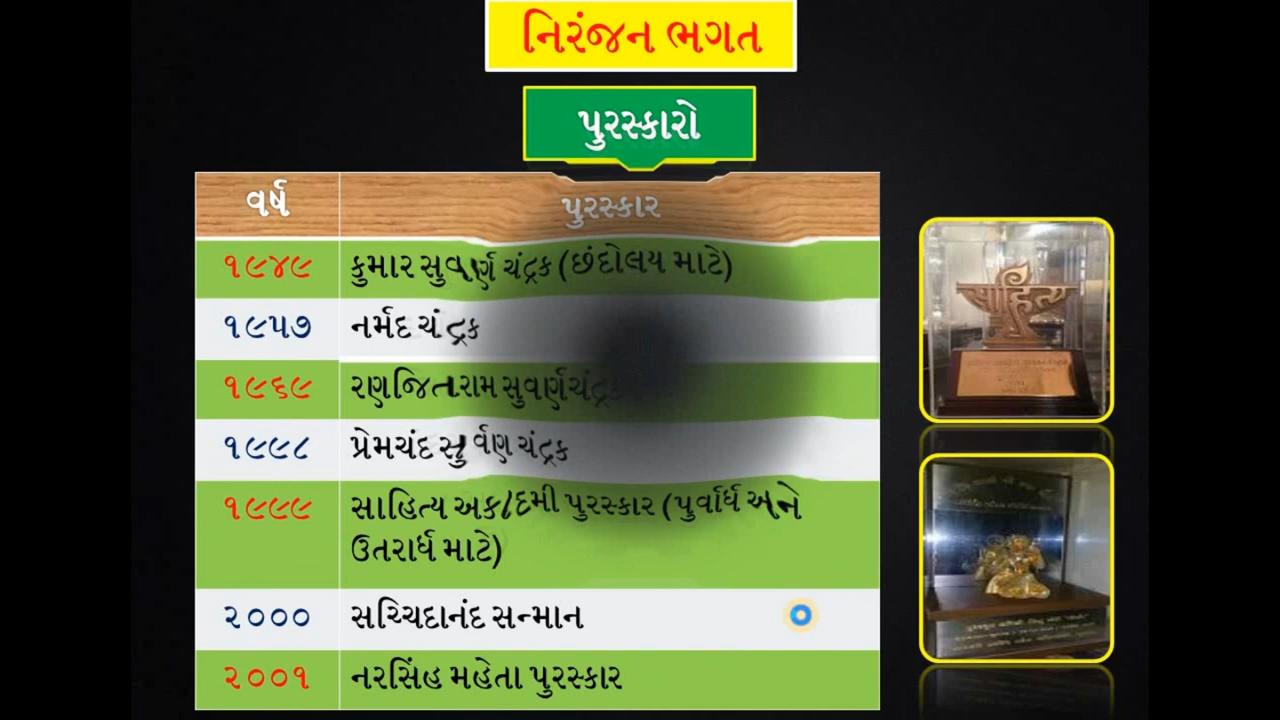 નિરંજન ભગત
પુરસ્કારો
વર્ષ પુરસ્કાર
૧૯૪૯ કુમાર સુવર્ણ ચંદ્રક (છંદોલય માટે)
૧૯૫૭ નર્મદ ચંદ્રક
૧૯૬૯ રણજિતરામ સુવર્ણચંદ્રક
૧૯૯૮ પ્રેમચંદ સુર્વણ ચંદ્રક
૧૯૯૯ સાહિત્ય અકાદમી પુરસ્કાર (પુર્વાર્ધ અને
ઉતરાર્ધ માટે)
૨૦૦૦ સચ્ચિદાનંદ સન્માન
૨૦૦૧ નરસિંહ મહેતા પુરસ્કાર
સાહિત્ય